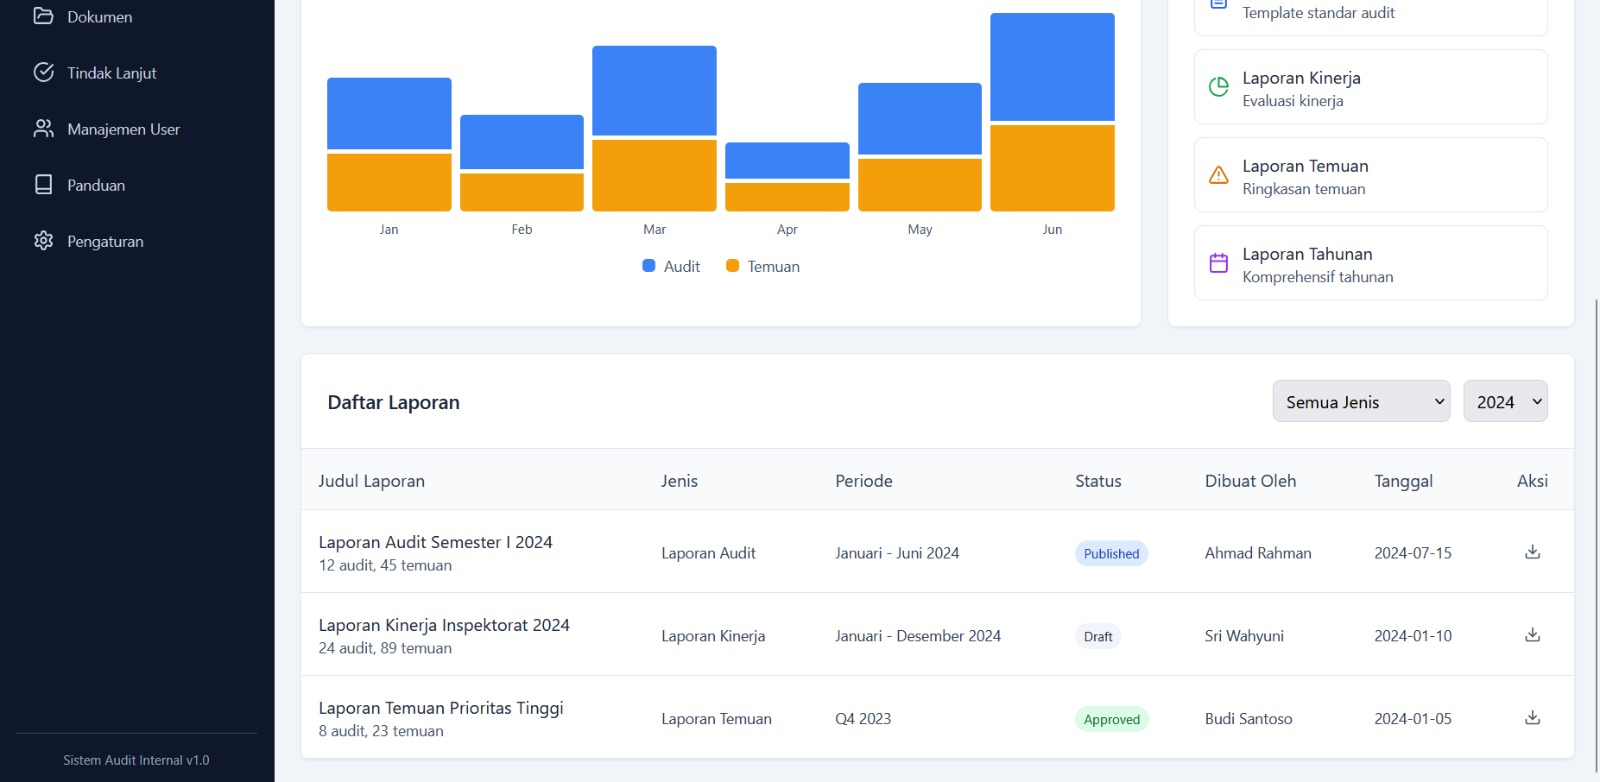 Dokumen
Tindak Lanjut
Manajemen User
Panduan
Pengaturan
Sistem Audit Internal v1.0
Jan Feb Mar Apr May Jun
Audit Temuan
Template standar audit
Laporan Kinerja
Evaluasi kinerja
Laporan Temuan
Ringkasan temuan
Laporan Tahunan
Komprehensif tahunan
Daftar Laporan Semua Jenis 2024
Judul Laporan Jenis Periode Status Dibuat Oleh Tanggal Aksi
Laporan Audit Semester I 2024
12 audit, 45 temuan
Laporan Audit Januari - Juni 2024 Published Ahmad Rahman 2024-07-15
Laporan Kinerja Inspektorat 2024
24 audit, 89 temuan
Laporan Kinerja Januari - Desember 2024 Draft Sri Wahyuni 2024-01-10
Laporan Temuan Prioritas Tinggi
8 audit, 23 temuan
Laporan Temuan Q4 2023 Approved Budi Santoso 2024-01-05